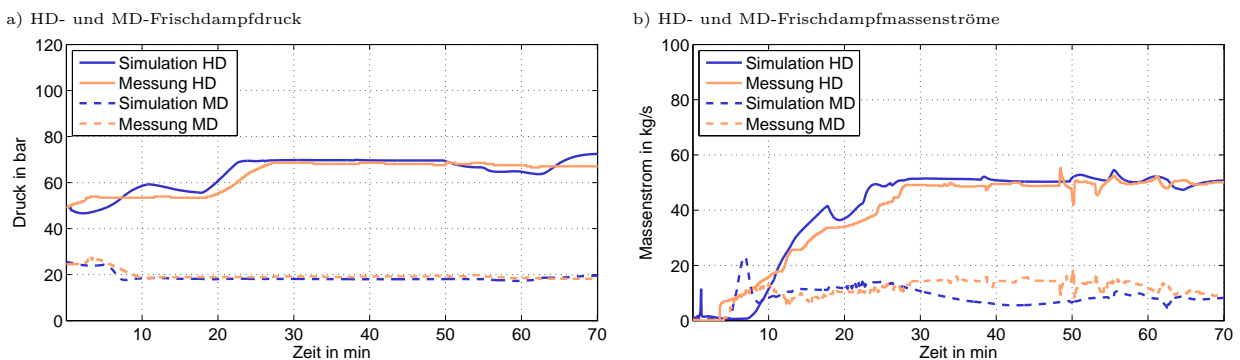 a) HD- und MD-Frischdampfdruck
120
100
80
60
40
20
0
10
20
30
40
50
60
70
Druck in bar
Zeit in min
Simulation HD
Messung HD
Simulation MD
Messung MD
b) HD- und MD-Frischdampfmassenströme
100
80
60
40
20
0
10
20
30
40
50
60
70
Massenstrom in kg/s
Zeit in min
Simulation HD
Messung HD
Simulation MD
Messung MD